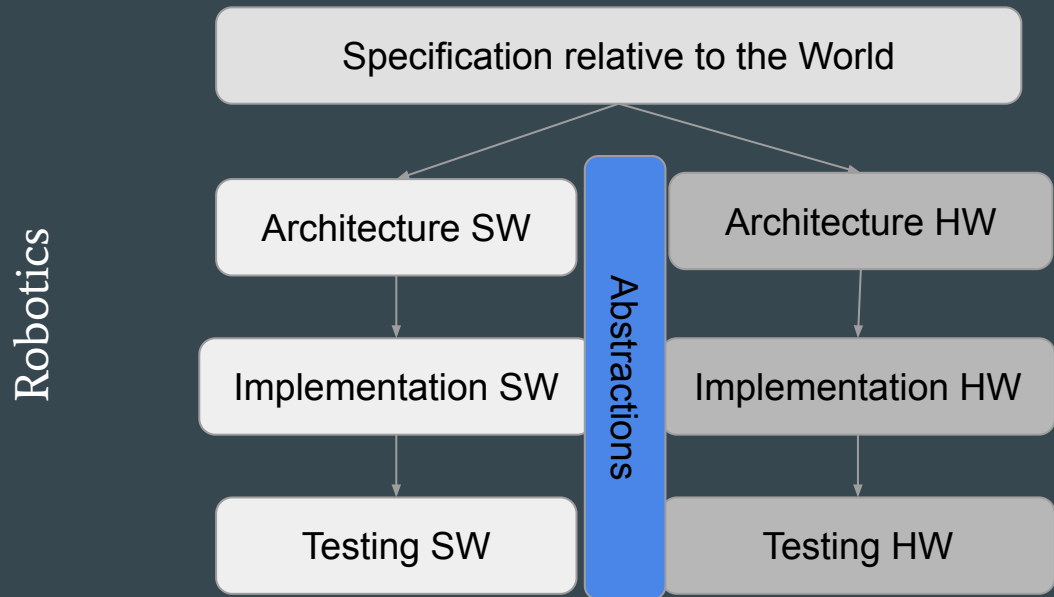 Robotics
Specification relative to the World
Architecture SW
Abstractions
Architecture HW
Implementation SW
Implementation HW
Testing SW
Testing HW